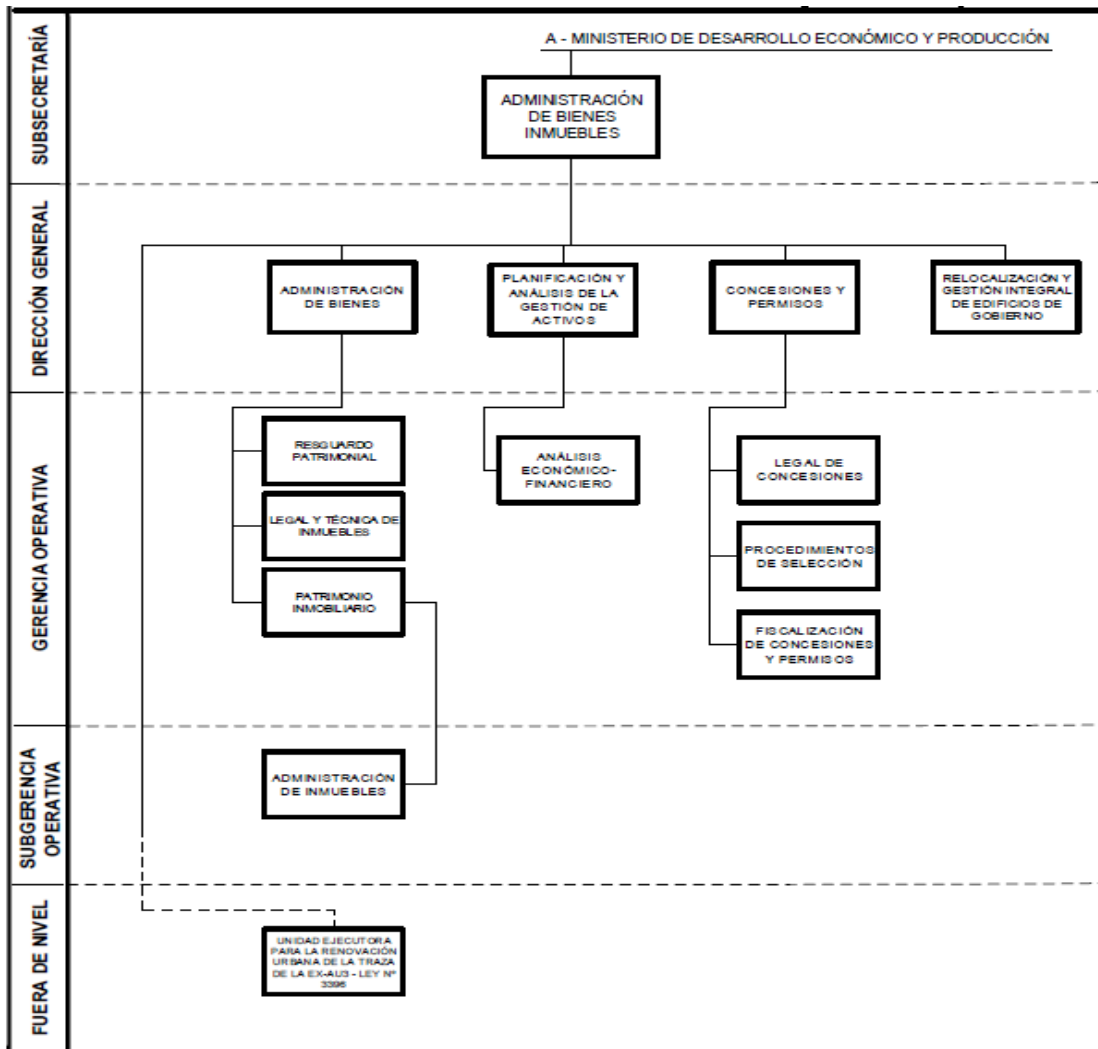 A - MINISTERIO DE DESARROLLO ECONÓMICO Y PRODUCCIÓN
SUBSECRETARÍA
ADMINISTRACIÓN
DE BIENES
INMUEBLES
DIRECCIÓN GENERAL
ADMINISTRACIÓN
DE BIENES
PLANIFICACIÓN Y
ANÁLISIS DE LA
GESTIÓN DE
ACTIVOS
CONCESIONES Y
PERMISOS
RELOCALIZACIÓN Y
GESTIÓN INTEGRAL
DE EDIFICIOS DE
GOBIERNO
GERENCIA OPERATIVA
RESGUARDO
PATRIMONIAL
LEGAL Y TÉCNICA DE
INMUEBLES
PATRIMONIO
INMOBILIARIO
ANÁLISIS
ECONÓMICO-
FINANCIERO
LEGAL DE
CONCESIONES
PROCEDIMIENTOS
DE SELECCIÓN
FISCALIZACIÓN
DE CONCESIONES
Y PERMISOS
SUBGERENCIA
OPERATIVA
ADMINISTRACIÓN
DE INMUEBLES
FUERA DE NIVEL
UNIDAD EJECUTORA
PARA LA RENOVACIÓN
URBANA DE LA TRAZA
DE LA EX-AU3 - LEY Nº
3396